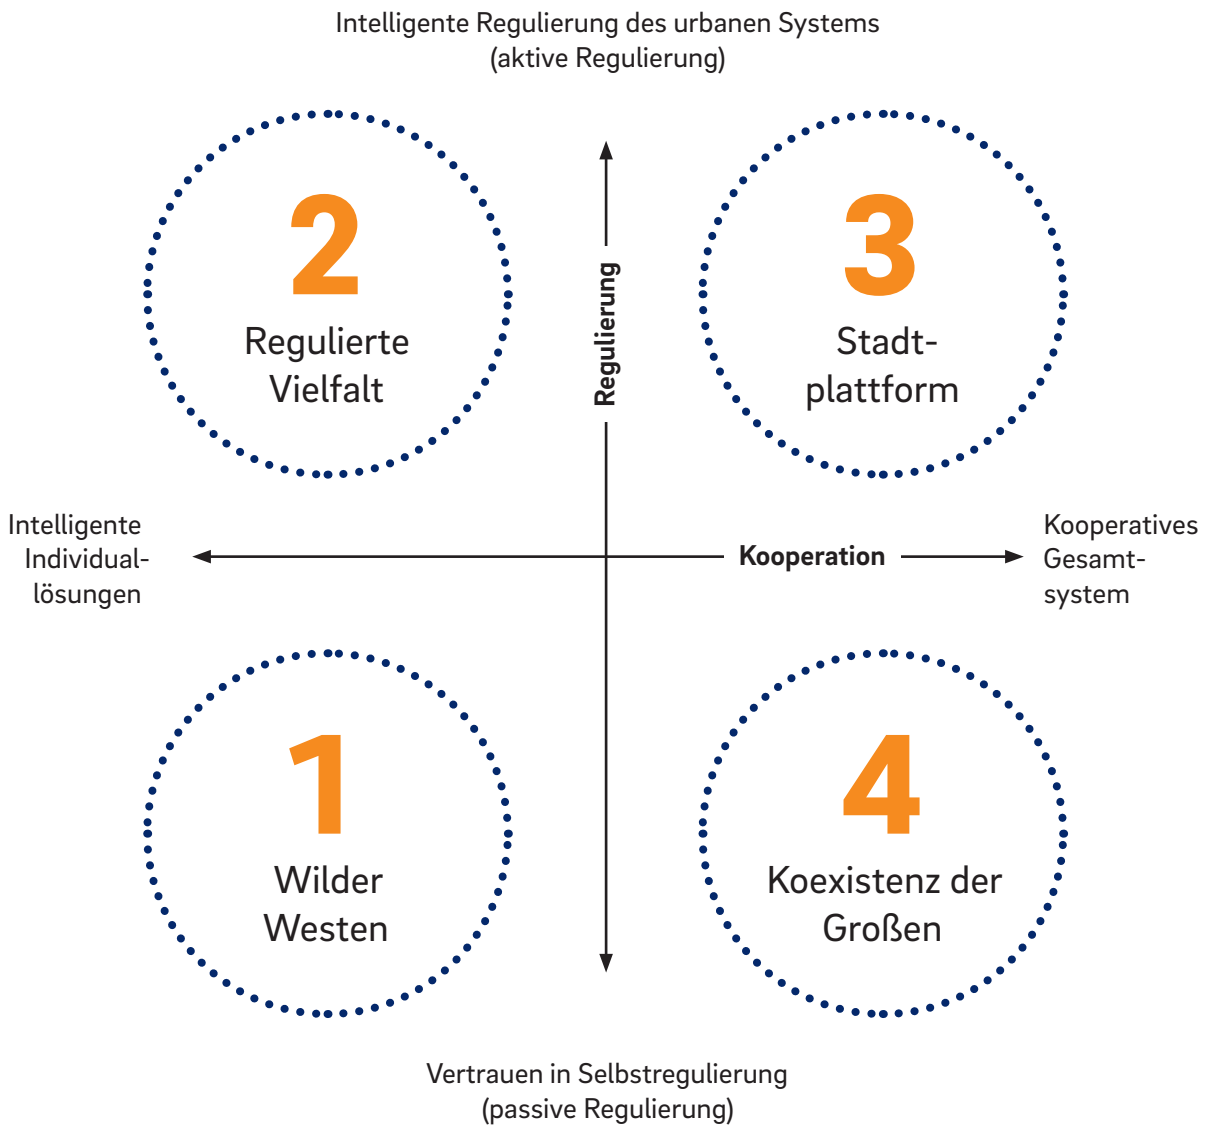 Intelligente Regulierung des urbanen Systems
(aktive Regulierung)
2
Regulierte
Vielfalt
Regulierung
3
Stadt-
plattform
Intelligente
Individual-
lösungen
Kooperation
Kooperatives
Gesamt-
system
1
Wilder
Westen
4
Koexistenz der
Großen
Vertrauen in Selbstregulierung
(passive Regulierung)